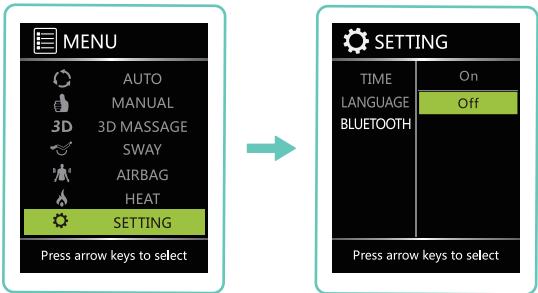 MENU
AUTO
MANUAL
3D 3D MASSAGE
SWAY
AIRBAG
HEAT
SETTING
Press arrow keys to select
SETTING
TIME
LANGUAGE
BLUETOOTH
On
Off
Press arrow keys to select